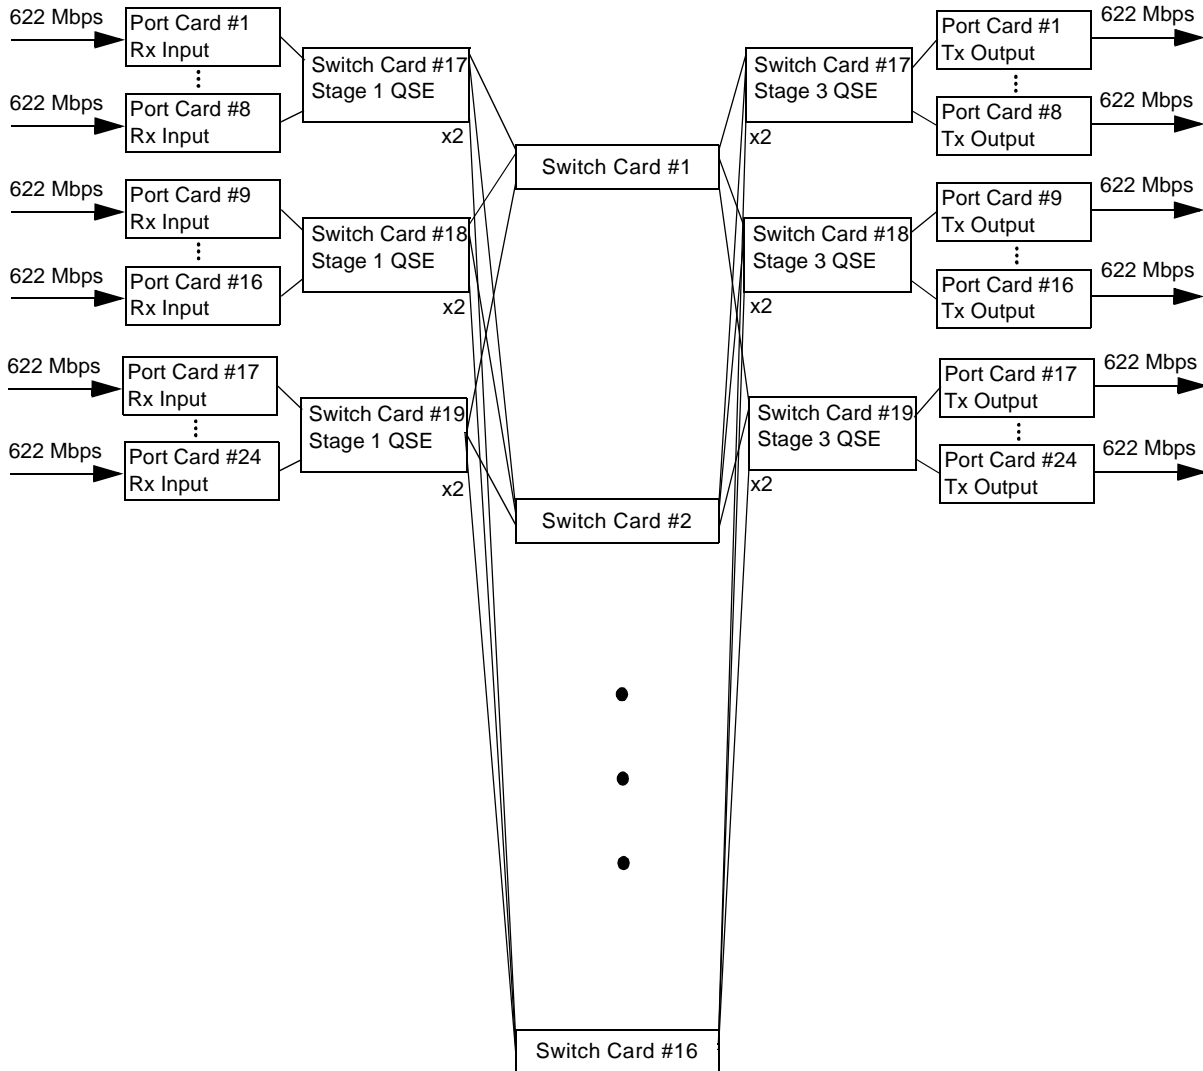 622 Mbps
Port Card #1
Rx Input
622 Mbps
Port Card #8
Rx Input
Switch Card #17
Stage 1 QSE
x2
622 Mbps
Port Card #9
Rx Input
622 Mbps
Port Card #16
Rx Input
Switch Card #18
Stage 1 QSE
x2
622 Mbps
Port Card #17
Rx Input
622 Mbps
Port Card #24
Rx Input
Switch Card #19
Stage 1 QSE
x2
Switch Card #1
Switch Card #2
Switch Card #16
Switch Card #17
Stage 3 QSE
x2
Port Card #1
Tx Output
622 Mbps
Port Card #8
Tx Output
622 Mbps
Switch Card #18
Stage 3 QSE
x2
Port Card #9
Tx Output
622 Mbps
Port Card #16
Tx Output
622 Mbps
Switch Card #19
Stage 3 QSE
x2
Port Card #17
Tx Output
622 Mbps
Port Card #24
Tx Output
622 Mbps